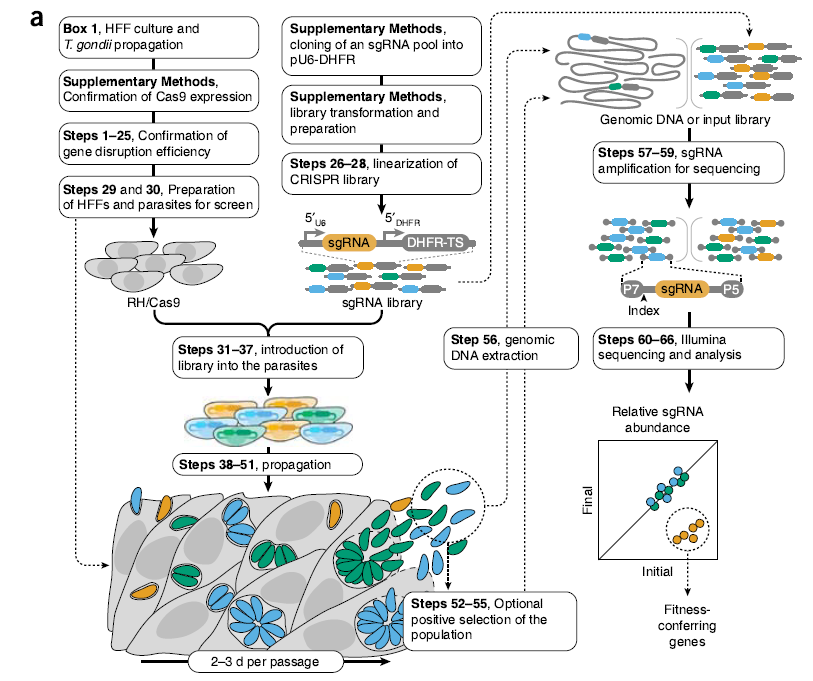 a
Box 1, HFF culture and
T. gondii propagation
Supplementary Methods,
Confirmation of Cas9 expression
Steps 1–25, Confirmation of
gene disruption efficiency
Steps 29 and 30, Preparation
of HFFs and parasites for screen
RH/Cas9
Supplementary Methods,
cloning of an sgRNA pool into
pU6-DHFR
Supplementary Methods,
library transformation and
preparation
Steps 26–28, linearization of
CRISPR library
5′U6
5′DHFR
sgRNA
DHFR-TS
sgRNA library
Steps 31–37, introduction of
library into the parasites
Steps 38–51, propagation
2–3 d per passage
Steps 52–55, Optional
positive selection of the
population
Step 56, genomic
DNA extraction
Genomic DNA or input library
Steps 57–59, sgRNA
amplification for sequencing
P7
sgRNA
P5
Index
Steps 60–66, Illumina
sequencing and analysis
Relative sgRNA
abundance
Final
Initial
Fitness-
conferring
genes